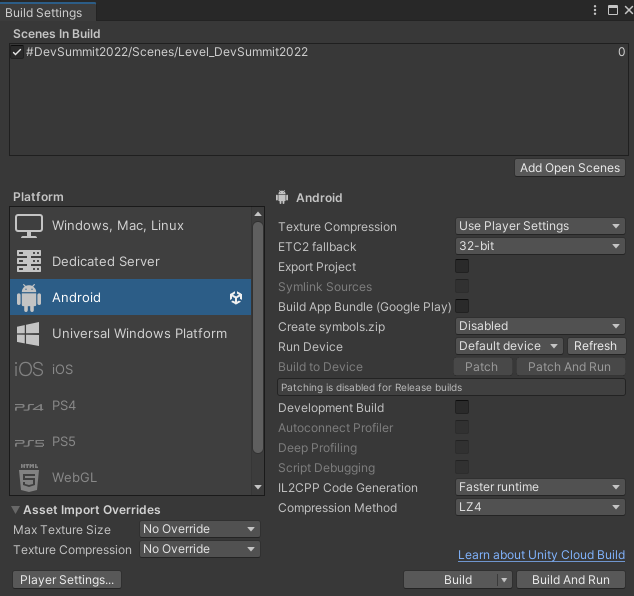 Build Settings
Scenes In Build
#DevSummit2022/Scenes/Level_DevSummit2022 0
Add Open Scenes
Platform
Windows, Mac, Linux
Dedicated Server
Android
Universal Windows Platform
iOS iOS
PS4 PS4
PS5 PS5
HTML WebGL
5
Android
Texture Compression Use Player Settings
ETC2 fallback 32-bit
Export Project
Symlink Sources
Build App Bundle (Google Play)
Create symbols.zip Disabled
Run Device Default device Refresh
Build to Device Patch Patch And Run
Patching is disabled for Release builds
Development Build
Autoconnect Profiler
Deep Profiling
Script Debugging
IL2CPP Code Generation Faster runtime
Compression Method LZ4
Asset Import Overrides
Max Texture Size No Override
Texture Compression No Override
Learn about Unity Cloud Build
Player Settings... Build Build And Run